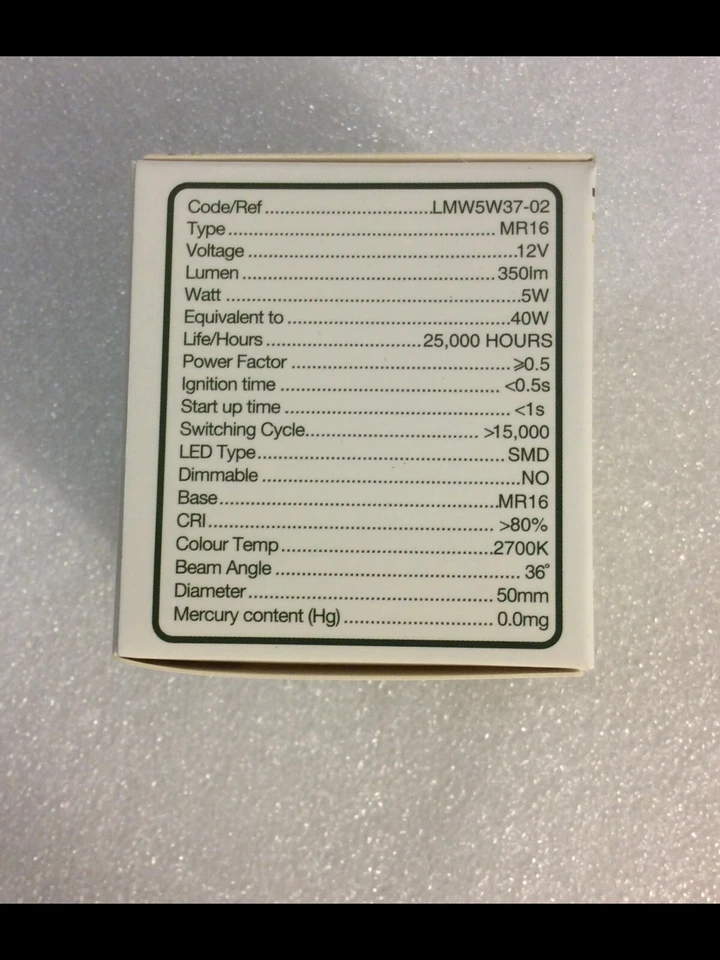 Code/Ref..............................LMW5W37-02
Type................................................ MR16
Voltage .................................................12V
Lumen ............................................. 350lm
Watt .....................................................5W
Equivalent to ........................................40W
Life/Hours ............................25,000 HOURS
Power Factor ........................................ ⩾0.5
Ignition time ....................................... <0.5s
Start up time ........................................ <1s
Switching Cycle............................... >15,000
LED Type............................................. SMD
Dimmable ..............................................NO
Base..................................................MR16
CRI.................................................... >80%
Colour Temp......................................2700K
Beam Angle ............................................ 36°
Diameter........................................... 50mm
Mercury content (Hg) .......................... 0.0mg